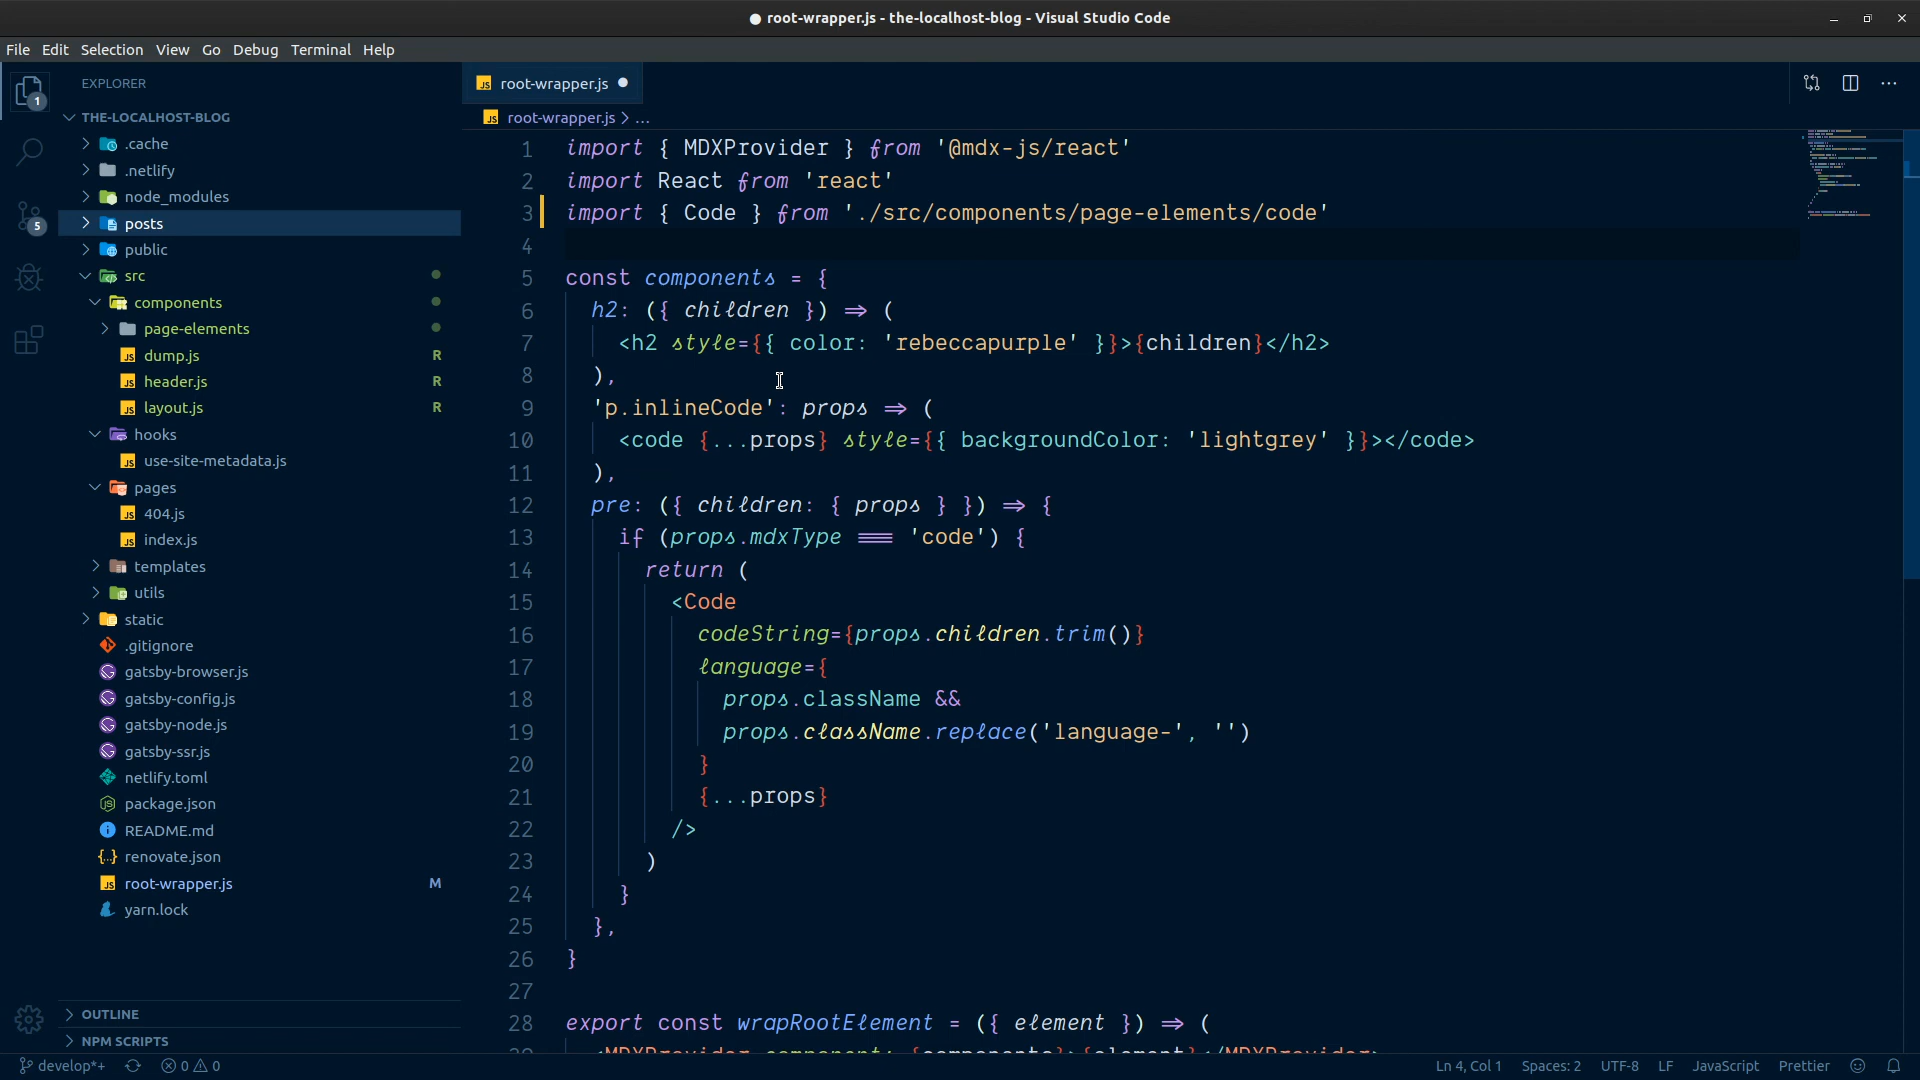 ● root-wrapper.js - the-localhost-blog - Visual Studio Code
File Edit Selection View Go Debug Terminal Help
1
5
EXPLORER
THE-LOCALHOST-BLOG
.cache
.netlify
node_modules
posts
public
src
components
page-elements
dump.js R
header.js R
layout.js R
hooks
use-site-metadata.js
pages
404.js
index.js
templates
utils
static
.gitignore
gatsby-browser.js
gatsby-config.js
gatsby-node.js
gatsby-ssr.js
netlify.toml
package.json
README.md
renovate.json
root-wrapper.js M
yarn.lock
OUTLINE
NPM SCRIPTS
JS root-wrapper.js ●
JS root-wrapper.js > ...
1 import { MDXProvider } from '@mdx-js/react'
2 import React from 'react'
3 import { Code } from './src/components/page-elements/code'
4
5 const components = {
6 h2: ({ children }) => (
7 <h2 style={{ color: 'rebeccapurple' }}>{children}</h2>
8 ),
9 'p.inlineCode': props => (
10 <code {...props} style={{ backgroundColor: 'lightgrey' }}></code>
11 ),
12 pre: ({ children: { props } }) => {
13 if (props.mdxType === 'code') {
14 return (
15 <Code
16 codeString={props.children.trim()}
17 language={
18 props.className &&
19 props.className.replace('language-', '')
20 }
21 {...props}
22 />
23 )
24 }
25 },
26 }
27
28 export const wrapRootElement = ({ element }) => (
29 <MDXProvider components={components}>{element}</MDXProvider>
develop*+ 0 0 Ln 4, Col 1 Spaces: 2 UTF-8 LF JavaScript Prettier